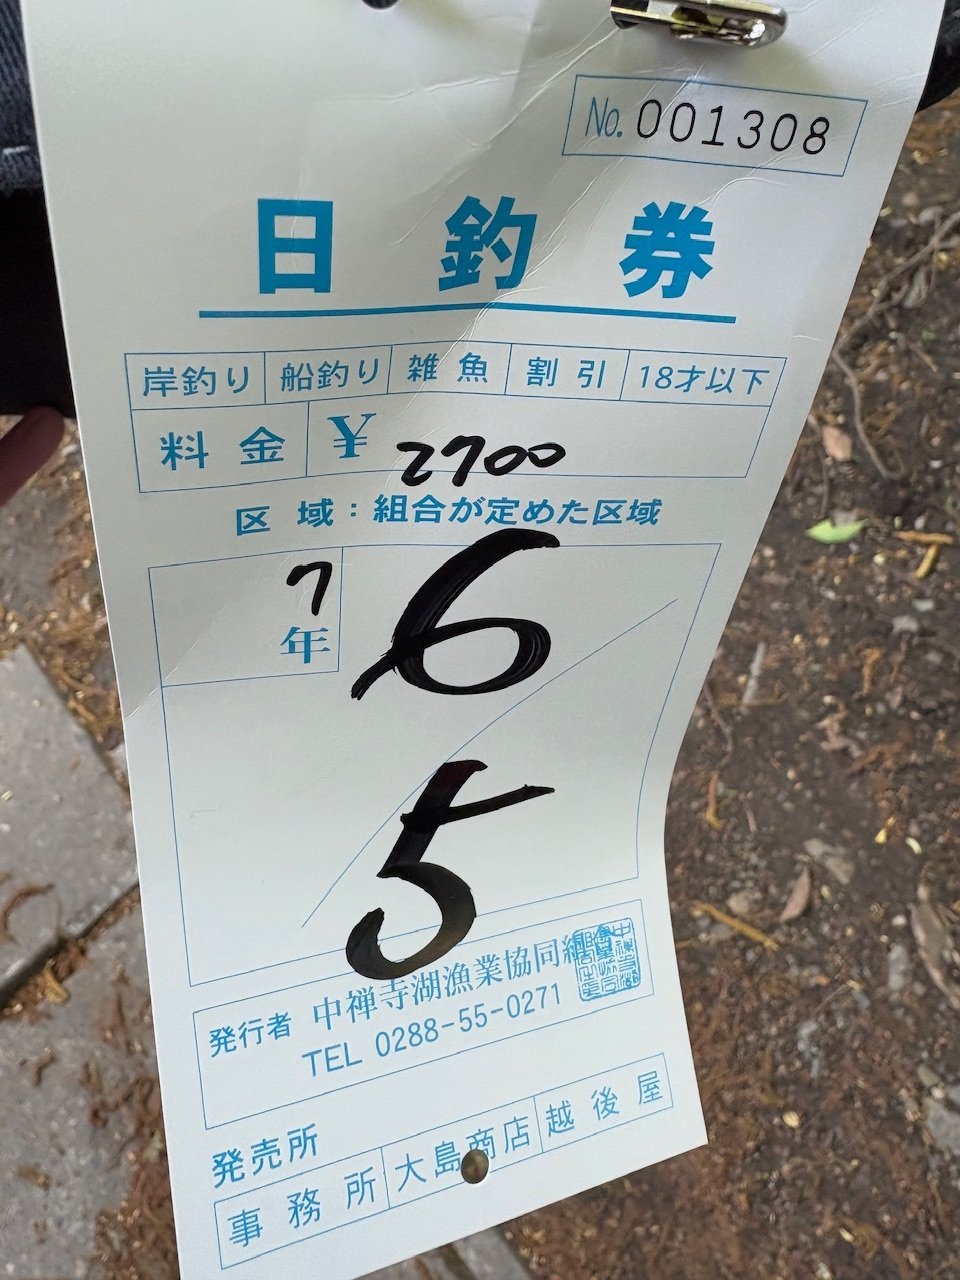 No. 001308
日釣券
岸釣り 船釣り 雑魚 割引 18才以下
料金 ¥ 2700
区域：組合が定めた区域
7年
6
5
発行者 中禅寺湖漁業協同組
TEL 0288-55-0271
発売所
事務所 大島商店 越後屋